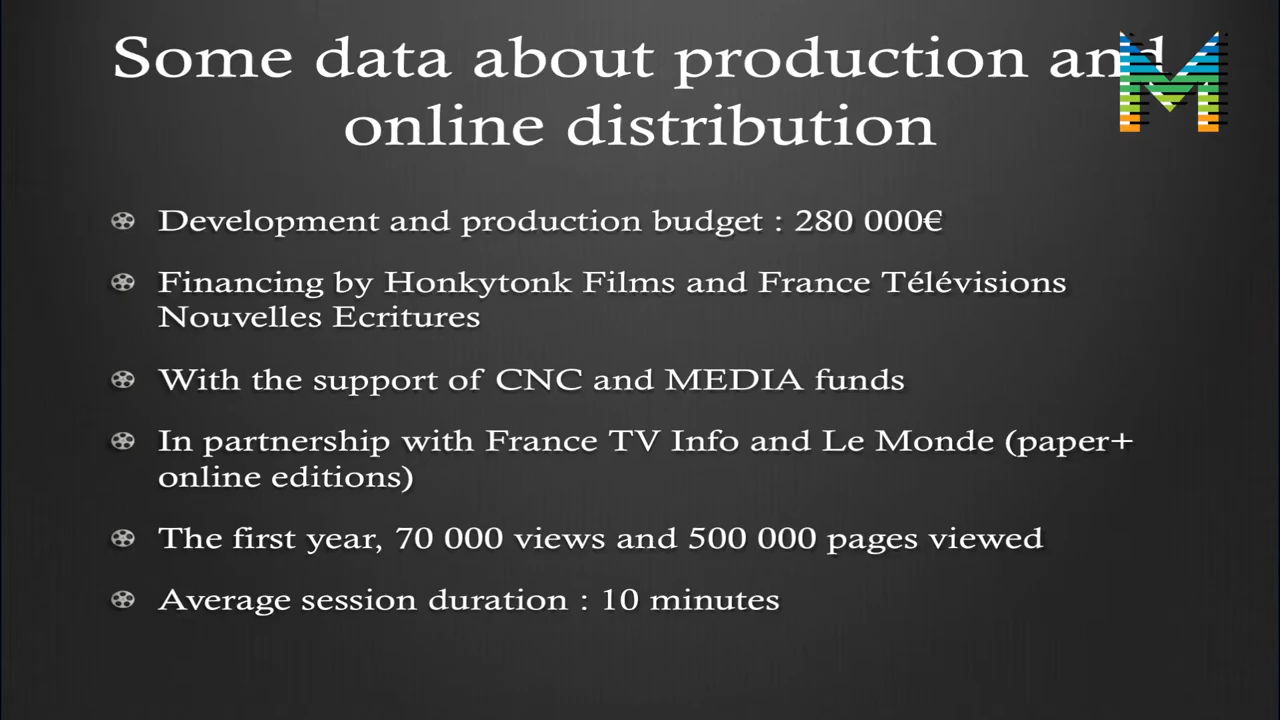 Some data about production and
online distribution
Development and production budget : 280 000€
Financing by Honkytonk Films and France Télévisions
Nouvelles Ecritures
With the support of CNC and MEDIA funds
In partnership with France TV Info and Le Monde (paper+
online editions)
The first year, 70 000 views and 500 000 pages viewed
Average session duration : 10 minutes
M